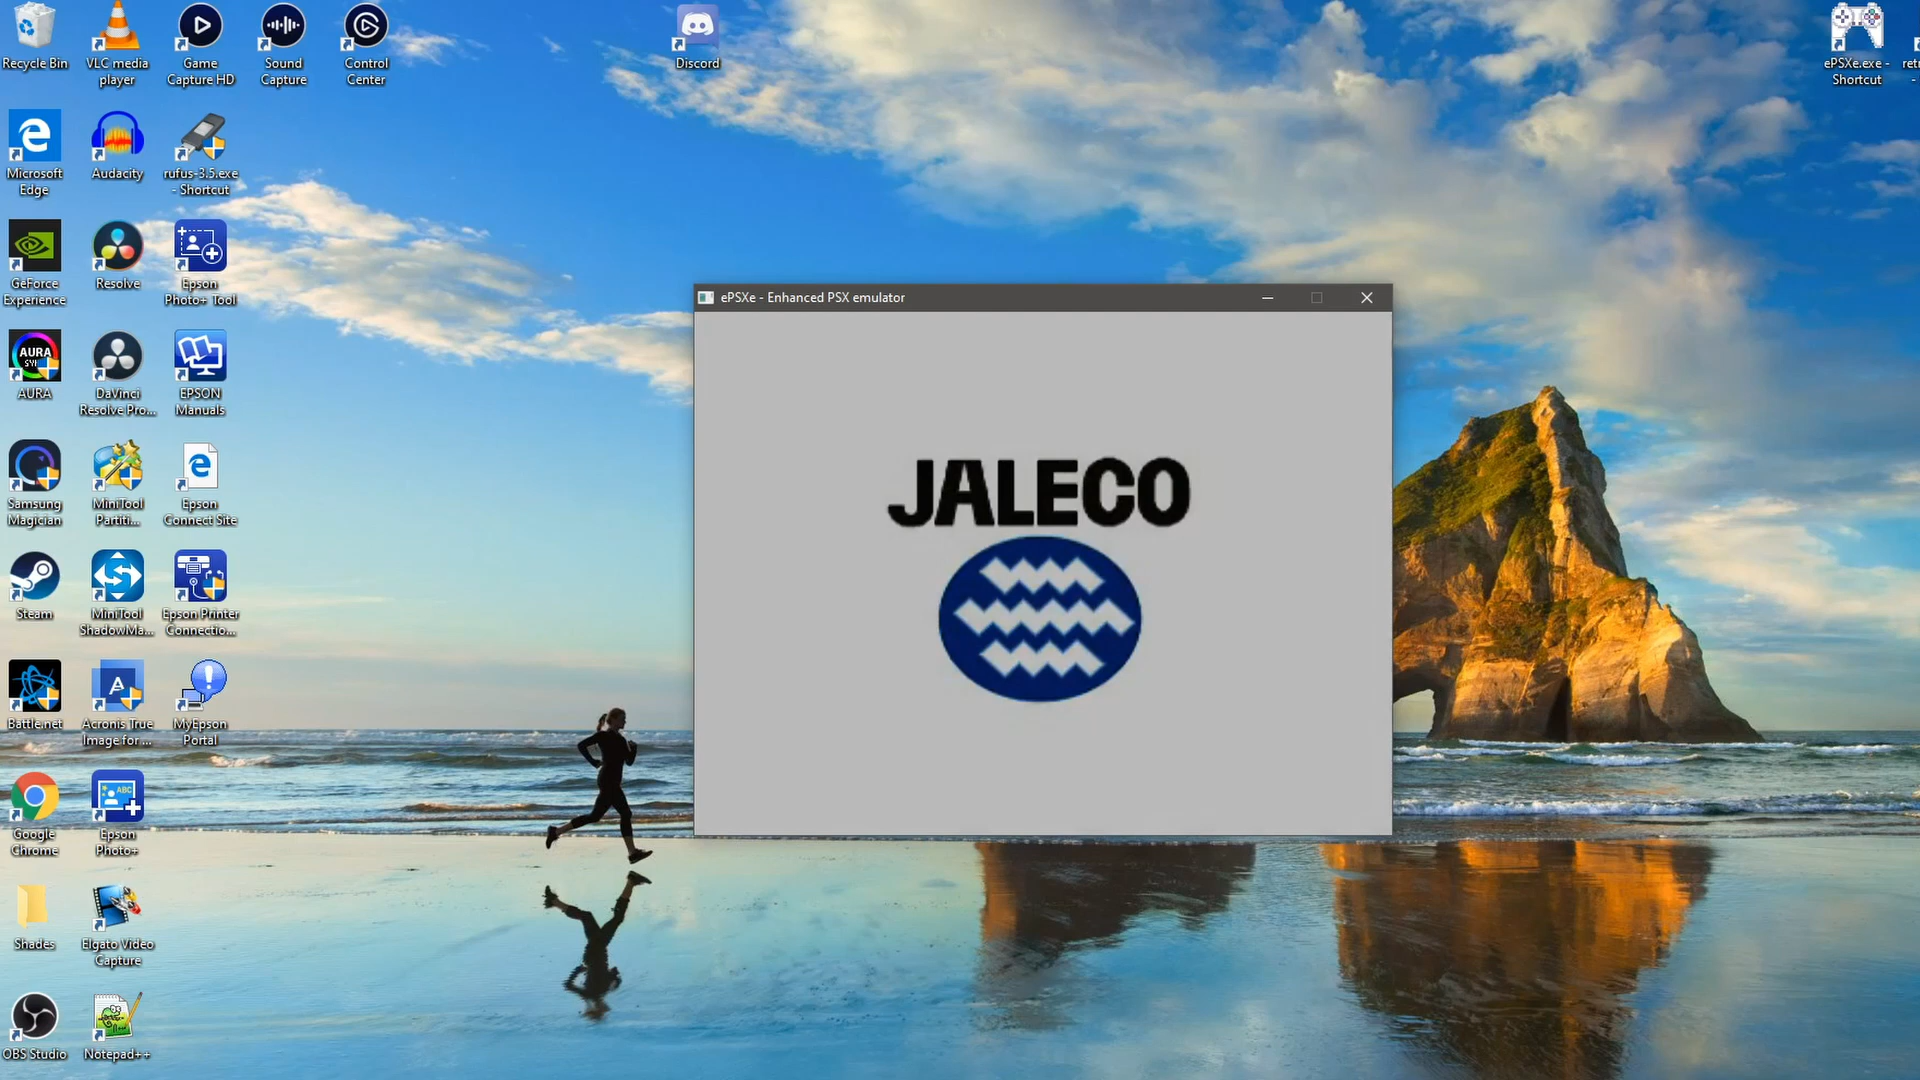 Recycle Bin
VLC media
player
Game
Capture HD
Sound
Capture
Control
Center
Discord
ePSXe.exe -
Shortcut
Microsoft
Edge
Audacity
rufus-3.5.exe
- Shortcut
GeForce
Experience
Resolve
Epson
Photo+ Tool
ePSXe - Enhanced PSX emulator
JALECO
AURA
AURA
DaVinci
Resolve Pro...
EPSON
Manuals
Samsung
Magician
MiniTool
Partiti...
Epson
Connect Site
Steam
MiniTool
ShadowMa...
Epson Printer
Connectio...
Battle.net
A
Acronis True
Image for ...
MyEpson
Portal
Google
Chrome
ABC
Epson
Photo+
Shades
Elgato Video
Capture
OBS Studio
Notepad++